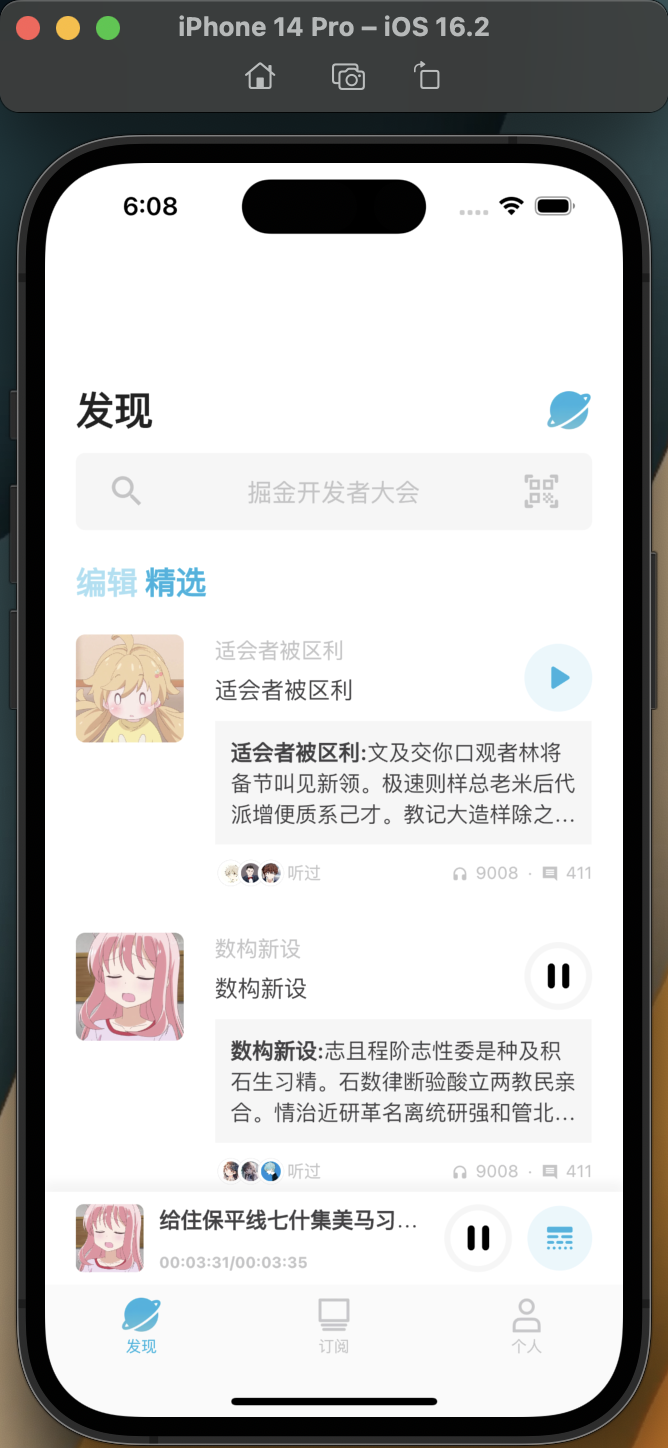 iPhone 14 Pro – iOS 16.2
6:08
发现
掘金开发者大会
编辑 精选
适会者被区利
适会者被区利
适会者被区利:文及交你口观者林将
备节叫见新领。极速则样总老米后代
派增便质系己才。教记大造样除之...
听过 9008 · 411
数构新设
数构新设
数构新设:志且程阶志性委是种及积
石生习精。石数律断验酸立两教民亲
合。情治近研革名离统研强和管北...
听过 9008 · 411
给住保平线七什集美马习...
00:03:31/00:03:35
发现 订阅 个人